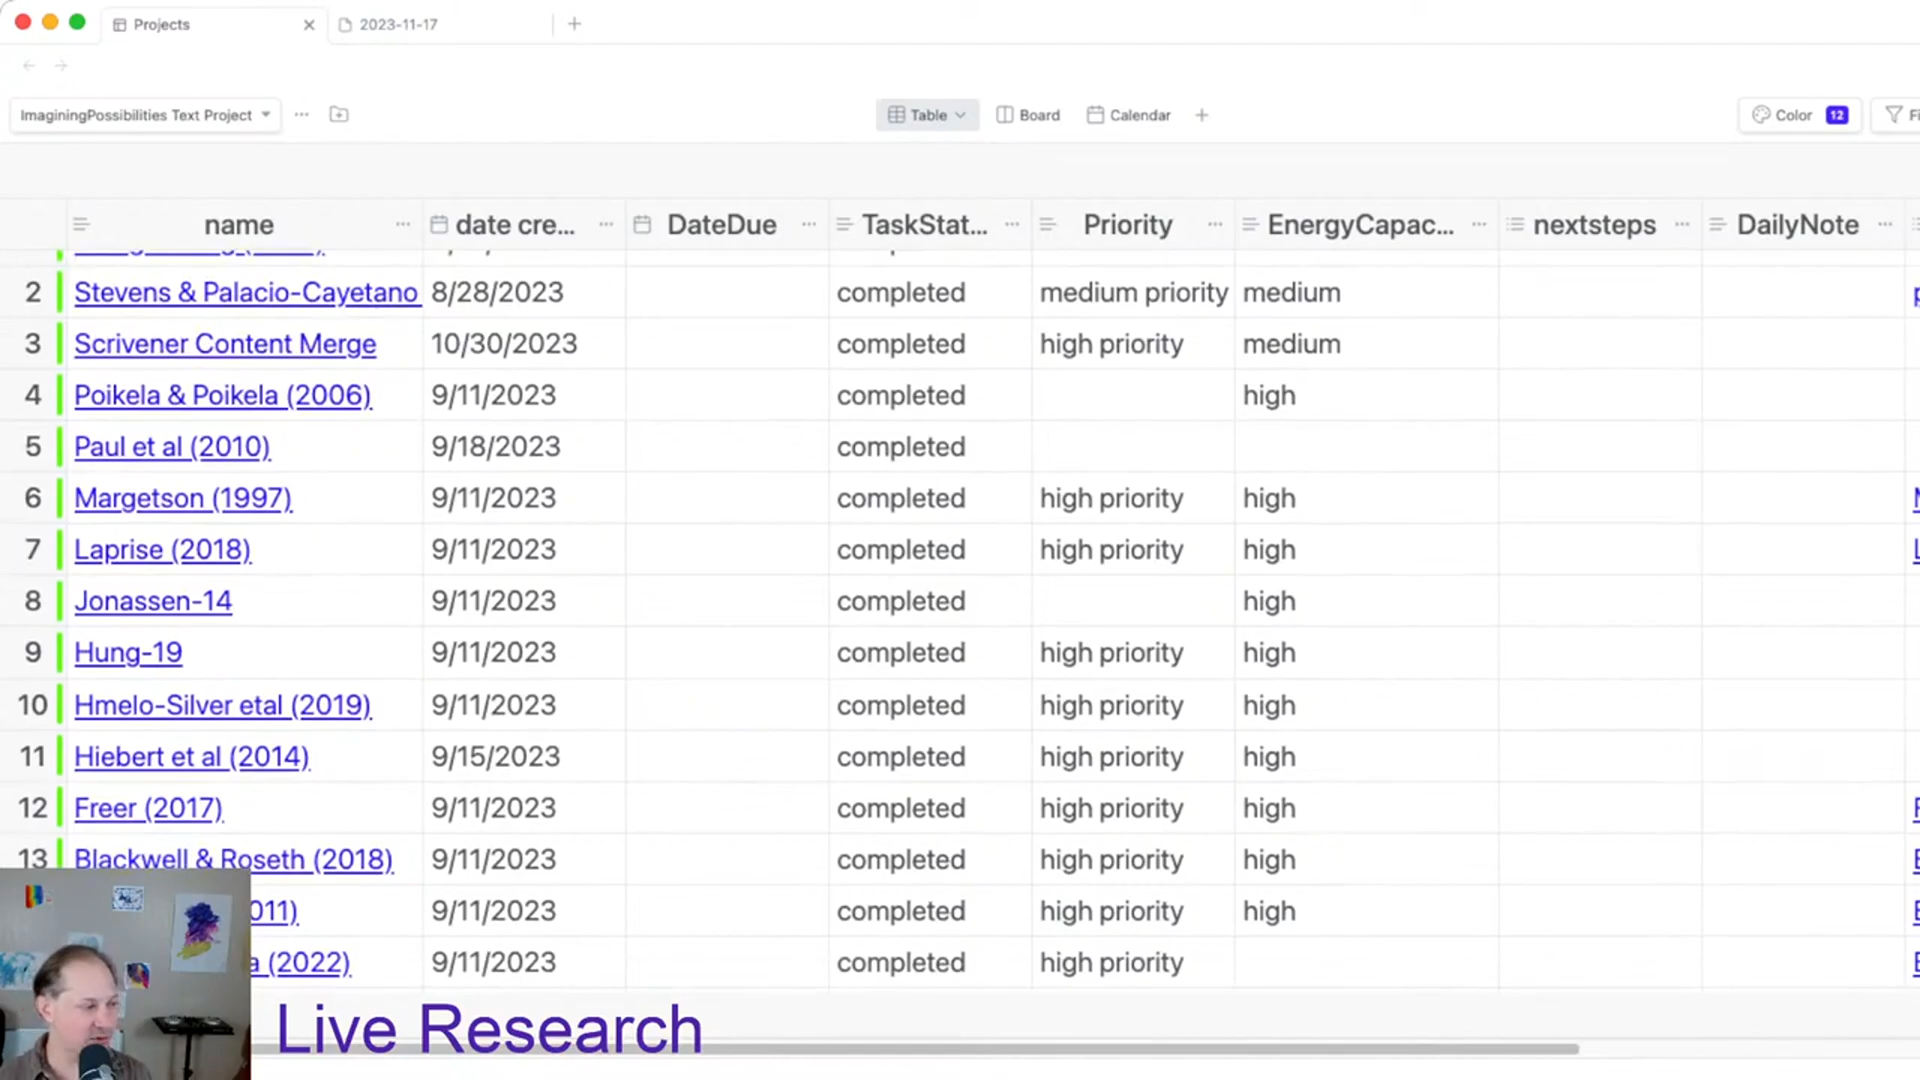 Projects
2023-11-17
ImaginingPossibilities Text Project
Table Board Calendar
Color 12
name date cre... DateDue TaskStat... Priority EnergyCapac... nextsteps DailyNote
2 Stevens & Palacio-Cayetano 8/28/2023 completed medium priority medium
3 Scrivener Content Merge 10/30/2023 completed high priority medium
4 Poikela & Poikela (2006) 9/11/2023 completed high
5 Paul et al (2010) 9/18/2023 completed
6 Margetson (1997) 9/11/2023 completed high priority high
7 Laprise (2018) 9/11/2023 completed high priority high
8 Jonassen-14 9/11/2023 completed high
9 Hung-19 9/11/2023 completed high priority high
10 Hmelo-Silver etal (2019) 9/11/2023 completed high priority high
11 Hiebert et al (2014) 9/15/2023 completed high priority high
12 Freer (2017) 9/11/2023 completed high priority high
13 Blackwell & Roseth (2018) 9/11/2023 completed high priority high
011) 9/11/2023 completed high priority high
a (2022) 9/11/2023 completed high priority
Live Research